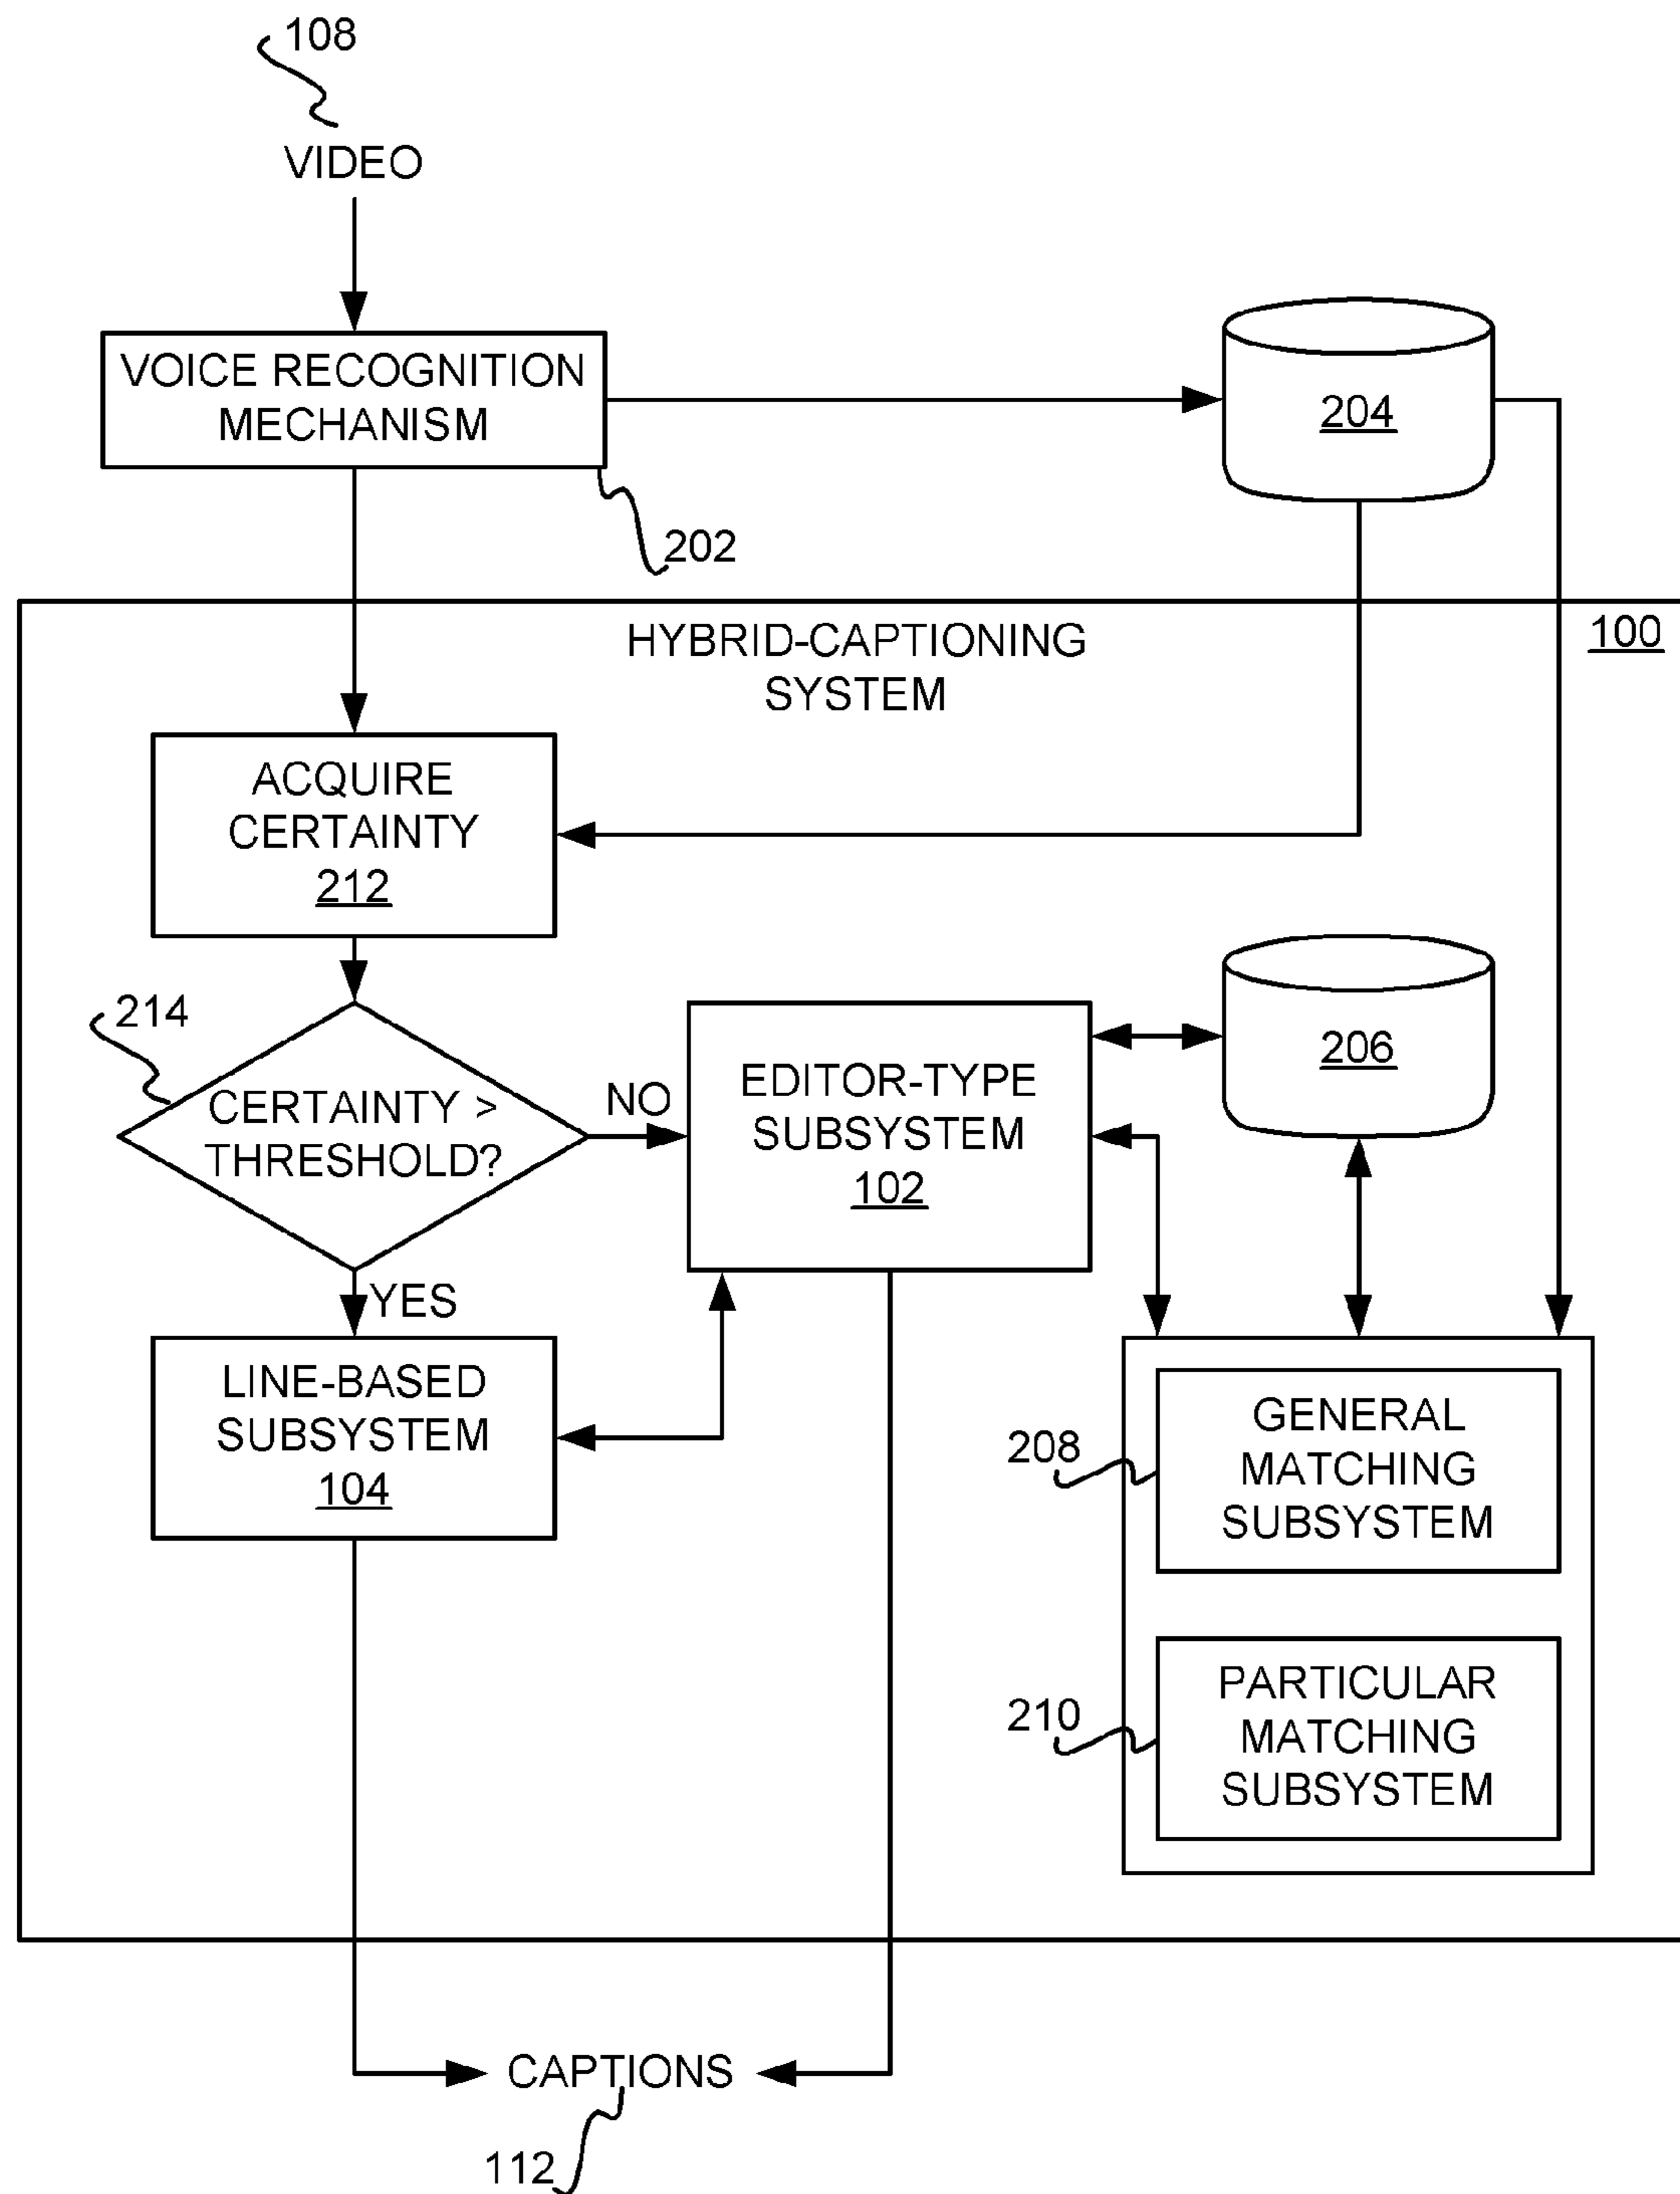 108
VIDEO
VOICE RECOGNITION
MECHANISM
204
202
HYBRID-CAPTIONING
SYSTEM
100
ACQUIRE
CERTAINTY
212
214
CERTAINTY >
THRESHOLD?
NO
YES
EDITOR-TYPE
SUBSYSTEM
102
206
LINE-BASED
SUBSYSTEM
104
208
GENERAL
MATCHING
SUBSYSTEM
210
PARTICULAR
MATCHING
SUBSYSTEM
CAPTIONS
112